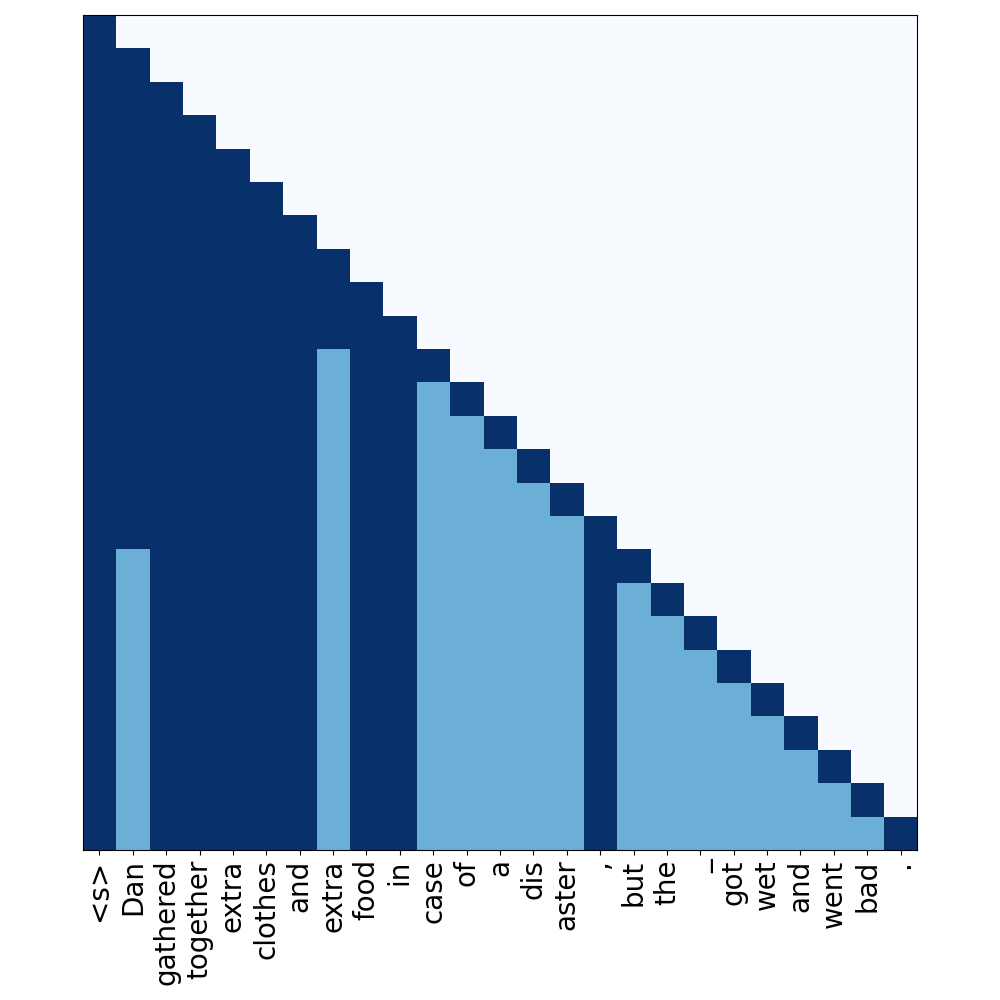 <s> Dan gathered together extra clothes and extra food in case of a dis aster , but the _ got wet and went bad .